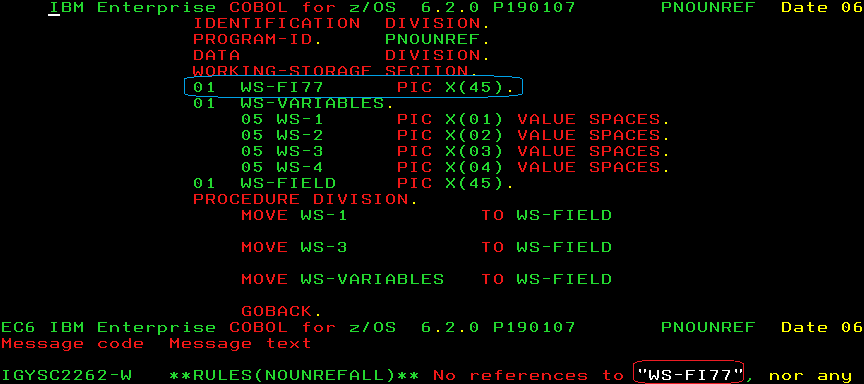 IBM Enterprise COBOL for z/OS  6.2.0 P190107       PNOUNREF  Date 06
IDENTIFICATION  DIVISION.
PROGRAM-ID.     PNOUNREF.
DATA            DIVISION.
WORKING-STORAGE SECTION.
01  WS-FI77      PIC X(45).
01  WS-VARIABLES.
05 WS-1      PIC X(01) VALUE SPACES.
05 WS-2      PIC X(02) VALUE SPACES.
05 WS-3      PIC X(03) VALUE SPACES.
05 WS-4      PIC X(04) VALUE SPACES.
01  WS-FIELD     PIC X(45).
PROCEDURE DIVISION.
MOVE WS-1           TO WS-FIELD
MOVE WS-3           TO WS-FIELD
MOVE WS-VARIABLES   TO WS-FIELD
GOBACK.
EC6 IBM Enterprise COBOL for z/OS  6.2.0 P190107       PNOUNREF  Date 06
Message code  Message text
IGYSC2262-W   **RULES(NOUNREFALL)** No references to "WS-FI77", nor any